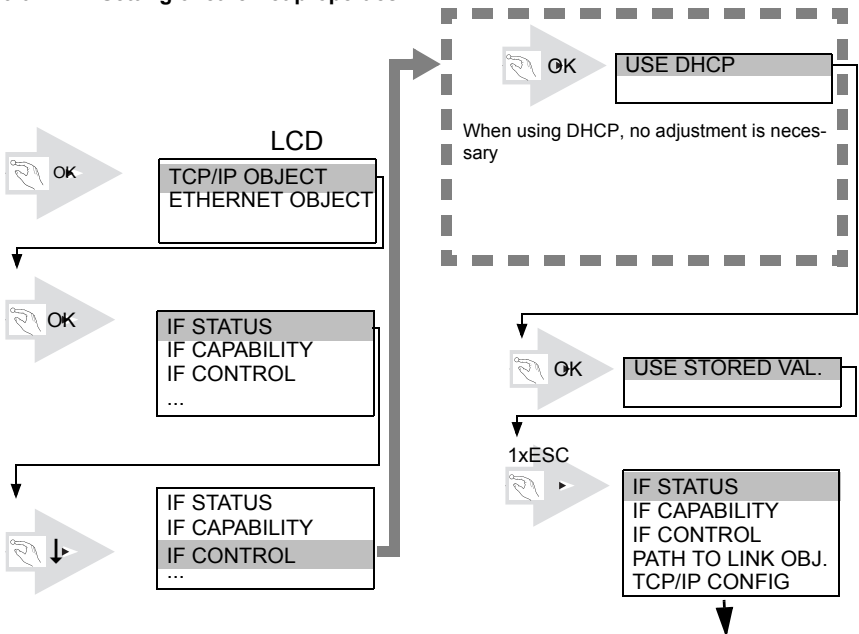 LCD
OK
TCP/IP OBJECT
ETHERNET OBJECT
OK
IF STATUS
IF CAPABILITY
IF CONTROL
...
IF STATUS
IF CAPABILITY
IF CONTROL
...
OK
USE DHCP
When using DHCP, no adjustment is neces-
sary
OK
USE STORED VAL.
1xESC
IF STATUS
IF CAPABILITY
IF CONTROL
PATH TO LINK OBJ.
TCP/IP CONFIG